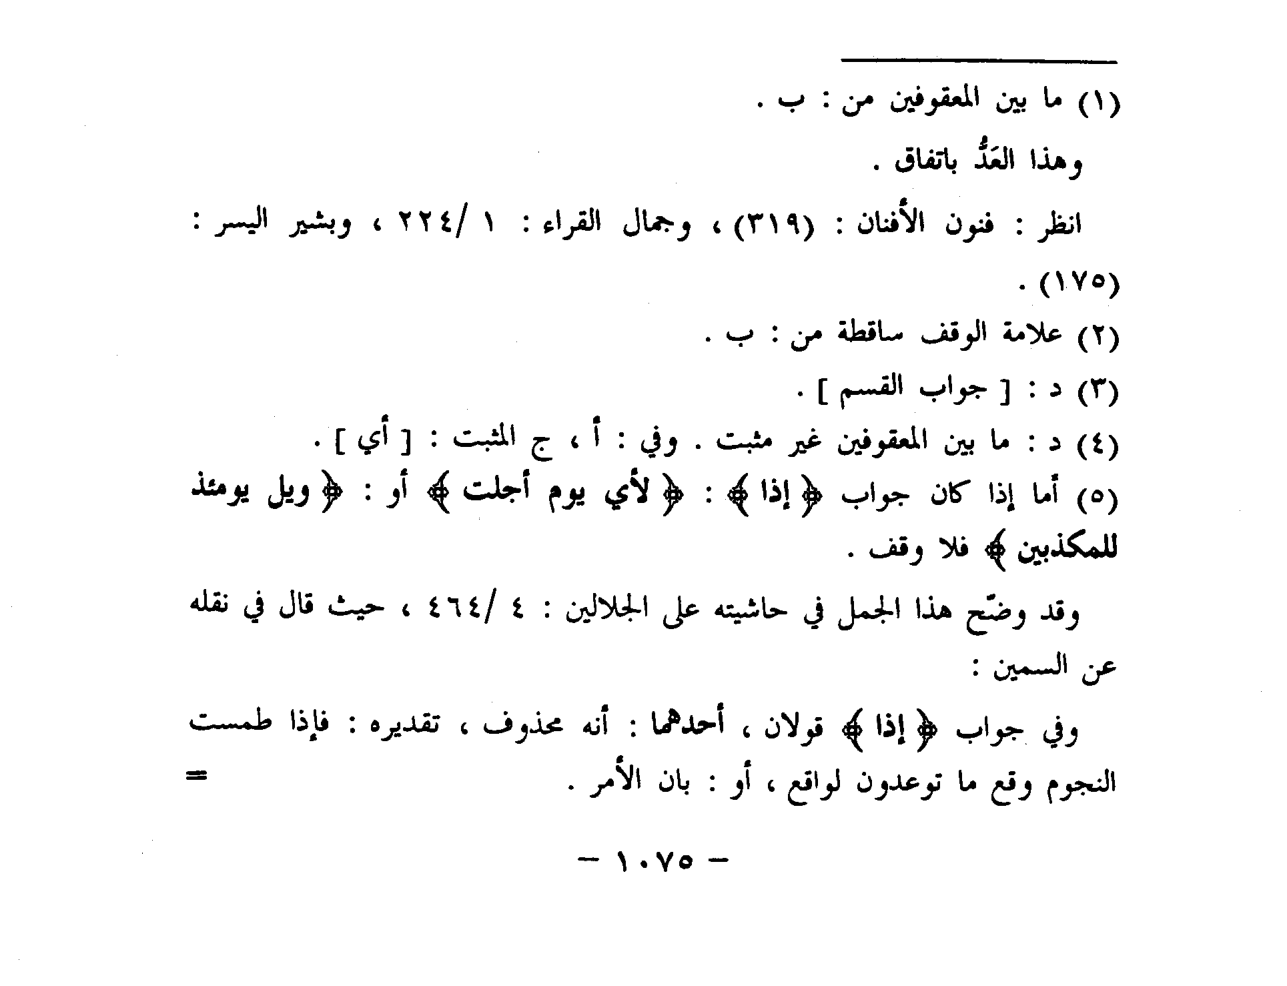 (١) ما بين المعقوفين من : ب .
وهذا العَدُّ باتفاق .
انظر : فنون الأفنان : (٣١٩) ، وجمال القراء : ١ /٢٢٤ ، وبشير اليسر :
(١٧٥) .
(٢) علامة الوقف ساقطة من : ب .
(٣) د : [ جواب القسم ] .
(٤) د : ما بين المعقوفين غير مثبت . وفي : أ ، ج المثبت : [ أي ] .
(٥) أما إذا كان جواب ﴿ إذا ﴾ : ﴿ لأي يوم أجلت ﴾ أو : ﴿ ويل يومئذ
للمكذبين ﴾ فلا وقف .
وقد وضّح هذا الجمل في حاشيته على الجلالين : ٤ /٤٦٤ ، حيث قال في نقله
عن السمين :
وفي جواب ﴿ إذا ﴾ قولان ، أحدهما : أنه محذوف ، تقديره : فإذا طمست
النجوم وقع ما توعدون لواقع ، أو : بان الأمر . =
– ١٠٧٥ –